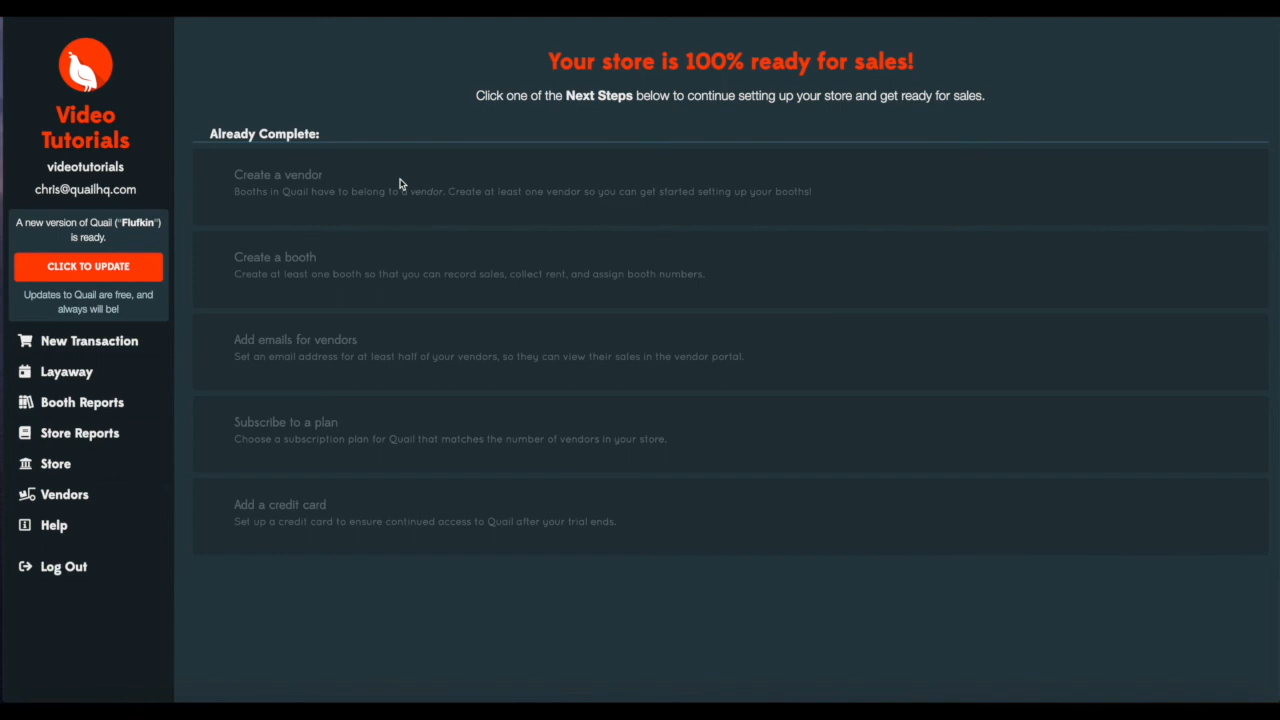 Video
Tutorials
videotutorials
chris@quailhq.com
A new version of Quail ("Flufkin")
is ready.
CLICK TO UPDATE
Updates to Quail are free, and
always will be!
New Transaction
Layaway
Booth Reports
Store Reports
Store
Vendors
Help
Log Out
Your store is 100% ready for sales!
Click one of the Next Steps below to continue setting up your store and get ready for sales.
Already Complete:
Create a vendor
Booths in Quail have to belong to a vendor. Create at least one vendor so you can get started setting up your booths!
Create a booth
Create at least one booth so that you can record sales, collect rent, and assign booth numbers.
Add emails for vendors
Set an email address for at least half of your vendors, so they can view their sales in the vendor portal.
Subscribe to a plan
Choose a subscription plan for Quail that matches the number of vendors in your store.
Add a credit card
Set up a credit card to ensure continued access to Quail after your trial ends.